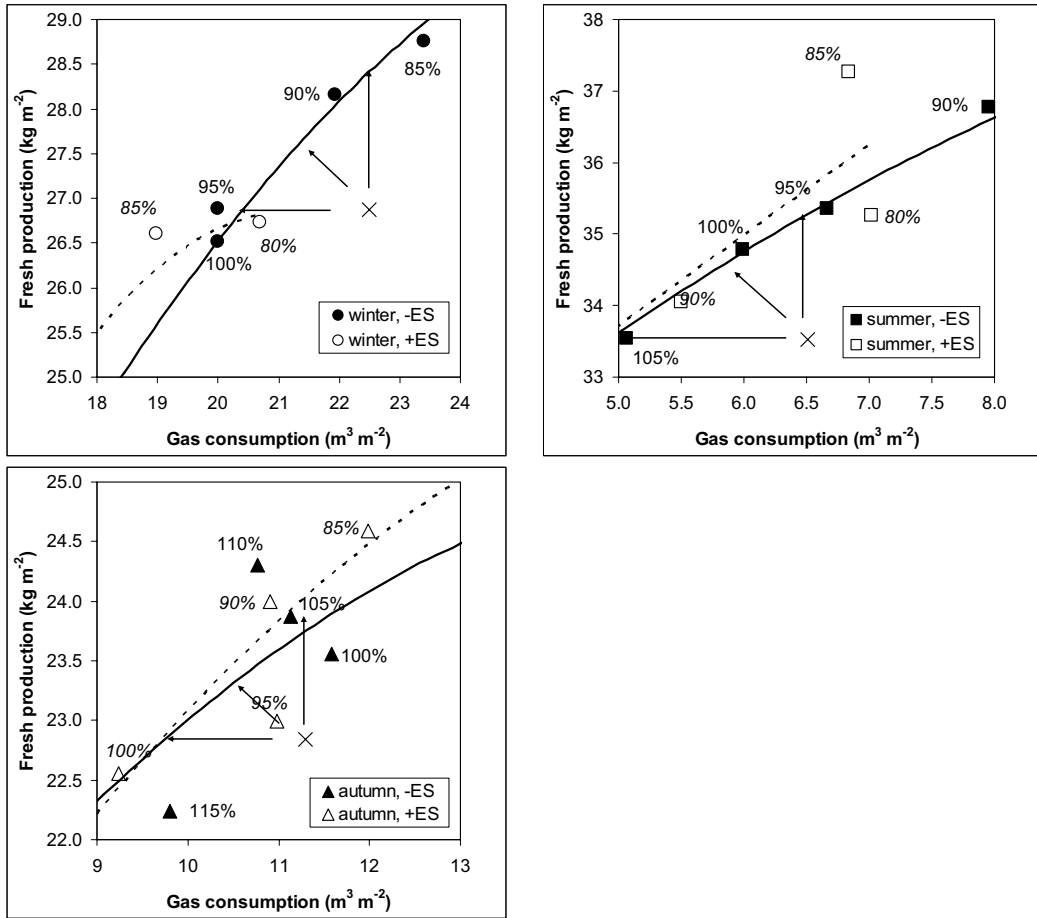 29.0
28.5
28.0
27.5
27.0
26.5
26.0
25.5
25.0
Fresh production (kg m⁻²)
85%
90%
95%
85%
80%
100%
winter, -ES
winter, +ES
18 19 20 21 22 23 24
Gas consumption (m³ m⁻²)
38
37
36
35
34
33
Fresh production (kg m⁻²)
85%
90%
95%
100%
80%
90%
105%
summer, -ES
summer, +ES
5.0 5.5 6.0 6.5 7.0 7.5 8.0
Gas consumption (m³ m⁻²)
25.0
24.5
24.0
23.5
23.0
22.5
22.0
Fresh production (kg m⁻²)
85%
110%
90%
105%
100%
95%
100%
115%
autumn, -ES
autumn, +ES
9 10 11 12 13
Gas consumption (m³ m⁻²)